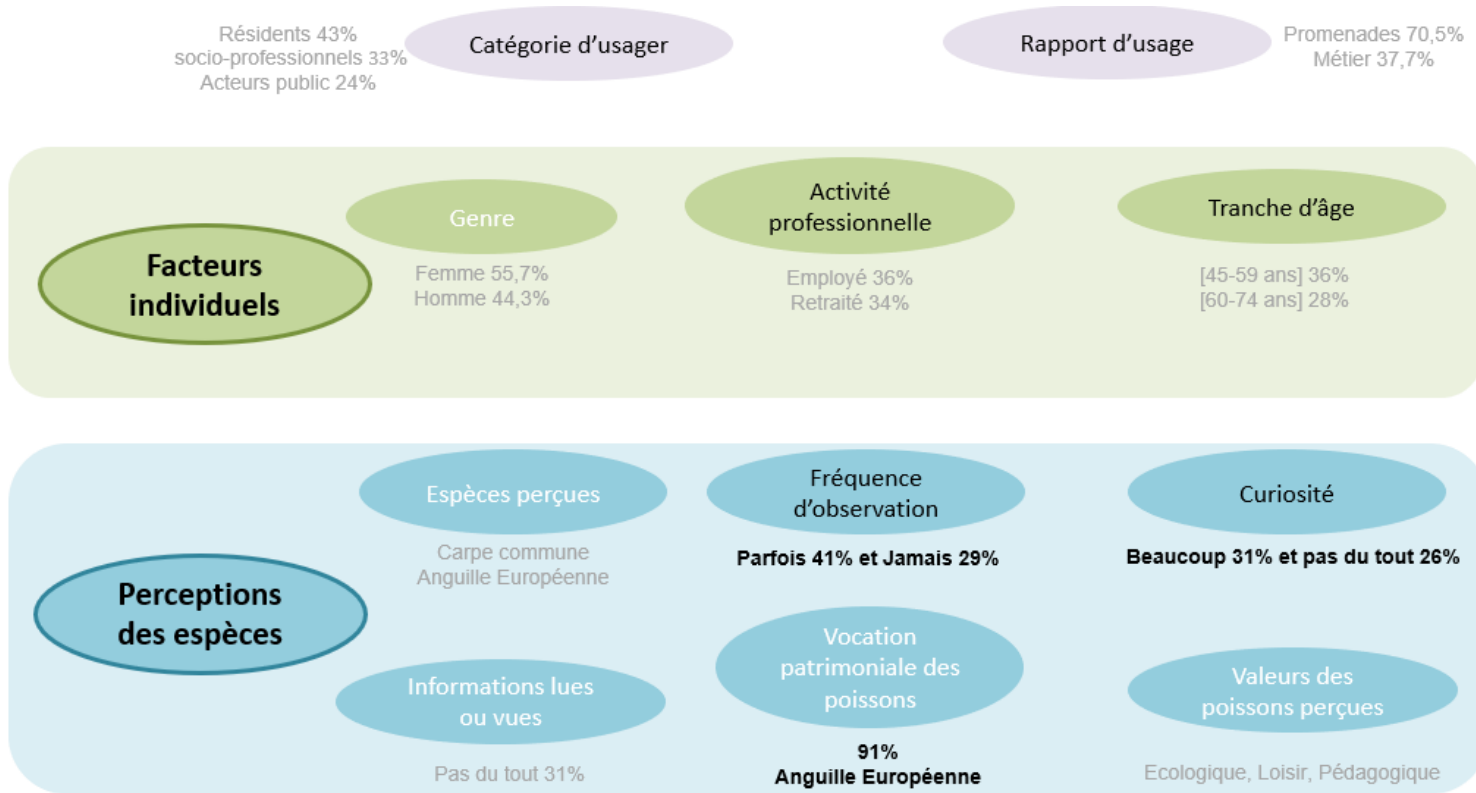 Résidents 43%
socio-professionnels 33%
Acteurs public 24%
Catégorie d'usager
Rapport d'usage
Promenades 70,5%
Métier 37,7%
Facteurs
individuels
Genre
Femme 55,7%
Homme 44,3%
Activité
professionnelle
Employé 36%
Retraité 34%
Tranche d'âge
[45-59 ans] 36%
[60-74 ans] 28%
Perceptions
des espèces
Espèces perçues
Carpe commune
Anguille Européenne
Fréquence
d'observation
Parfois 41% et Jamais 29%
Curiosité
Beaucoup 31% et pas du tout 26%
Informations lues
ou vues
Pas du tout 31%
Vocation
patrimoniale des
poissons
91%
Anguille Européenne
Valeurs des
poissons perçues
Ecologique, Loisir, Pédagogique